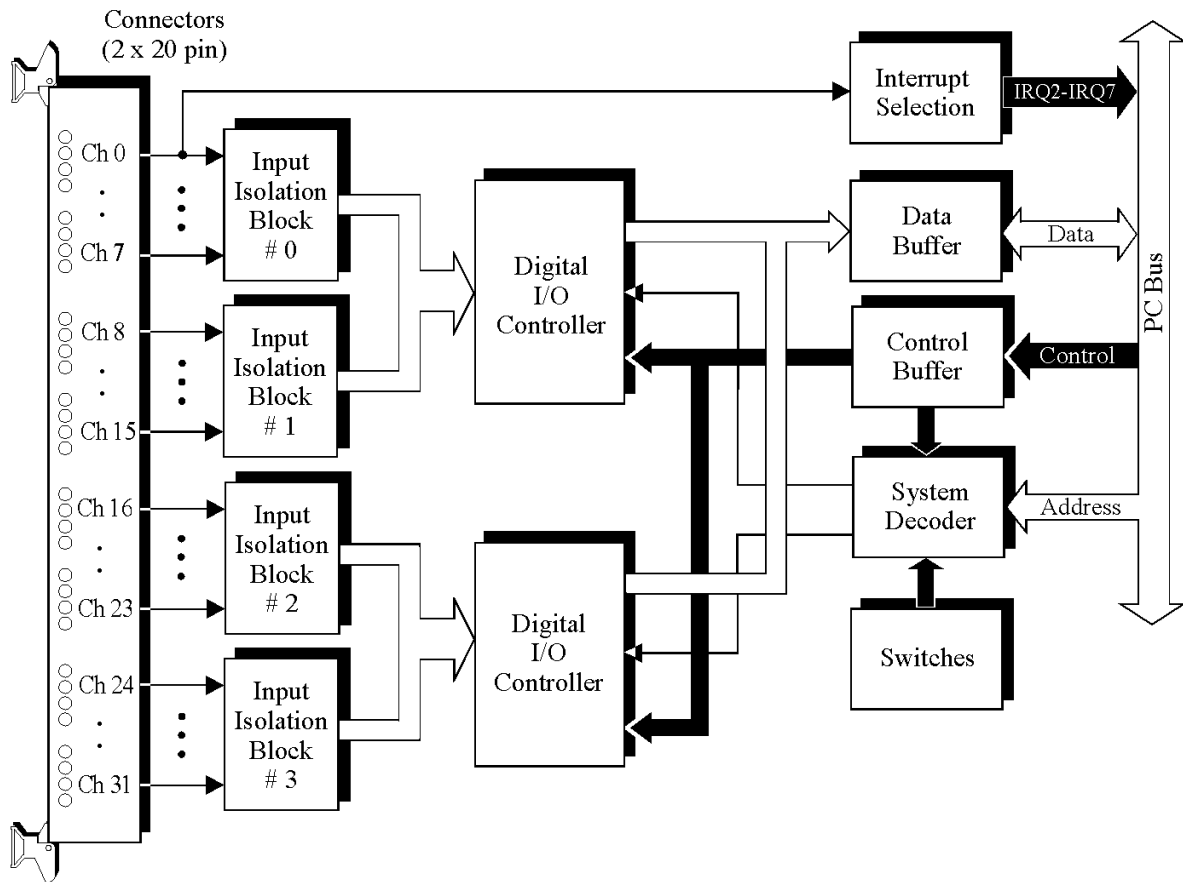 Connectors
(2 x 20 pin)
Ch 0
Ch 7
Ch 8
Ch 15
Ch 16
Ch 23
Ch 24
Ch 31
Input
Isolation
Block
# 0
Input
Isolation
Block
# 1
Input
Isolation
Block
# 2
Input
Isolation
Block
# 3
Digital
I/O
Controller
Digital
I/O
Controller
Interrupt
Selection
IRQ2-IRQ7
Data
Buffer
Data
Control
Buffer
Control
System
Decoder
Address
Switches
PC Bus